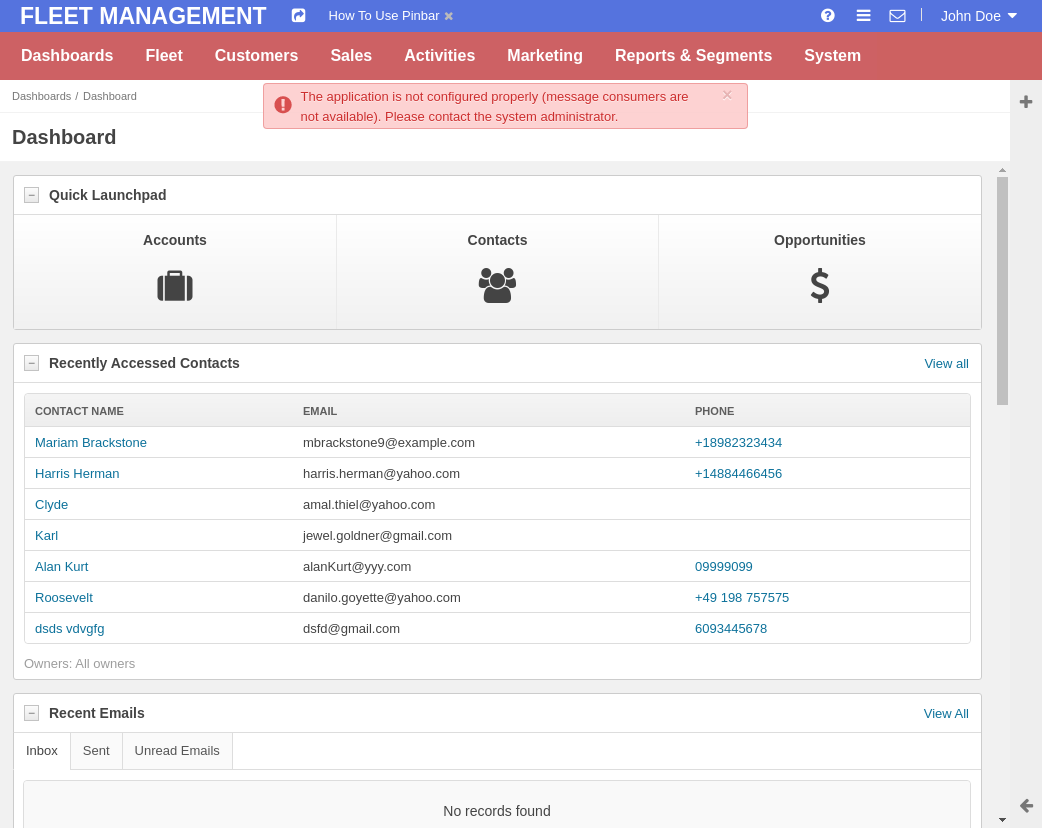 FLEET MANAGEMENT How To Use Pinbar John Doe
Dashboards Fleet Customers Sales Activities Marketing Reports & Segments System
Dashboards / Dashboard
The application is not configured properly (message consumers are
not available). Please contact the system administrator.
×
Dashboard
Quick Launchpad
Accounts Contacts Opportunities
Recently Accessed Contacts View all
CONTACT NAME EMAIL PHONE
Mariam Brackstone mbrackstone9@example.com +18982323434
Harris Herman harris.herman@yahoo.com +14884466456
Clyde amal.thiel@yahoo.com
Karl jewel.goldner@gmail.com
Alan Kurt alanKurt@yyy.com 09999099
Roosevelt danilo.goyette@yahoo.com +49 198 757575
dsds vdvgfg dsfd@gmail.com 6093445678
Owners: All owners
Recent Emails View All
Inbox Sent Unread Emails
No records found